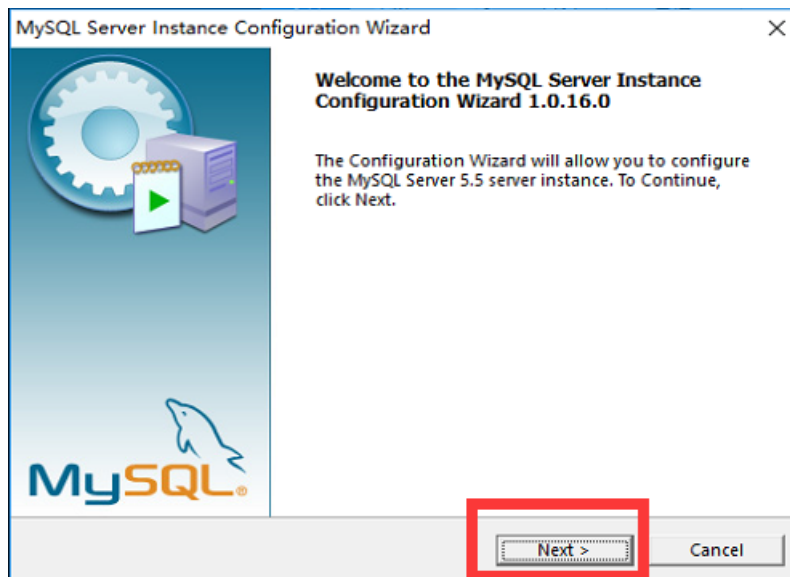 MySQL Server Instance Configuration Wizard
Welcome to the MySQL Server Instance
Configuration Wizard 1.0.16.0
The Configuration Wizard will allow you to configure
the MySQL Server 5.5 server instance. To Continue,
click Next.
MySQL®
Next >
Cancel